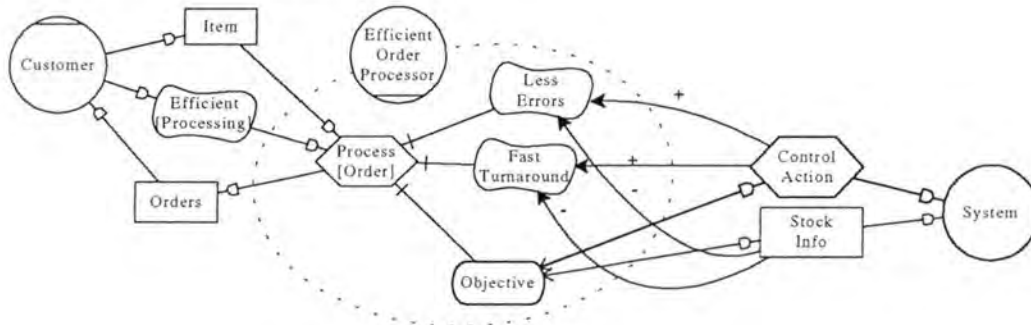 Customer
Item
Efficient
[Processing]
Orders
Efficient
Order
Processor
Process
[Order]
Less
Errors
Fast
Turnaround
Objective
+
+
-
-
Control
Action
Stock
Info
System